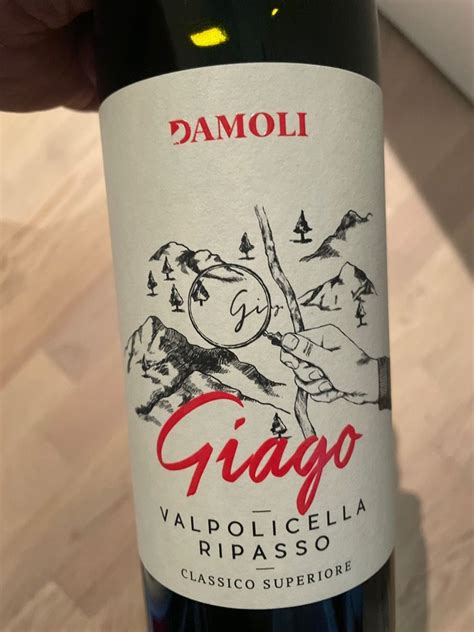 DAMOLI
Giago
VALPOLICELLA
RIPASSO
CLASSICO SUPERIORE